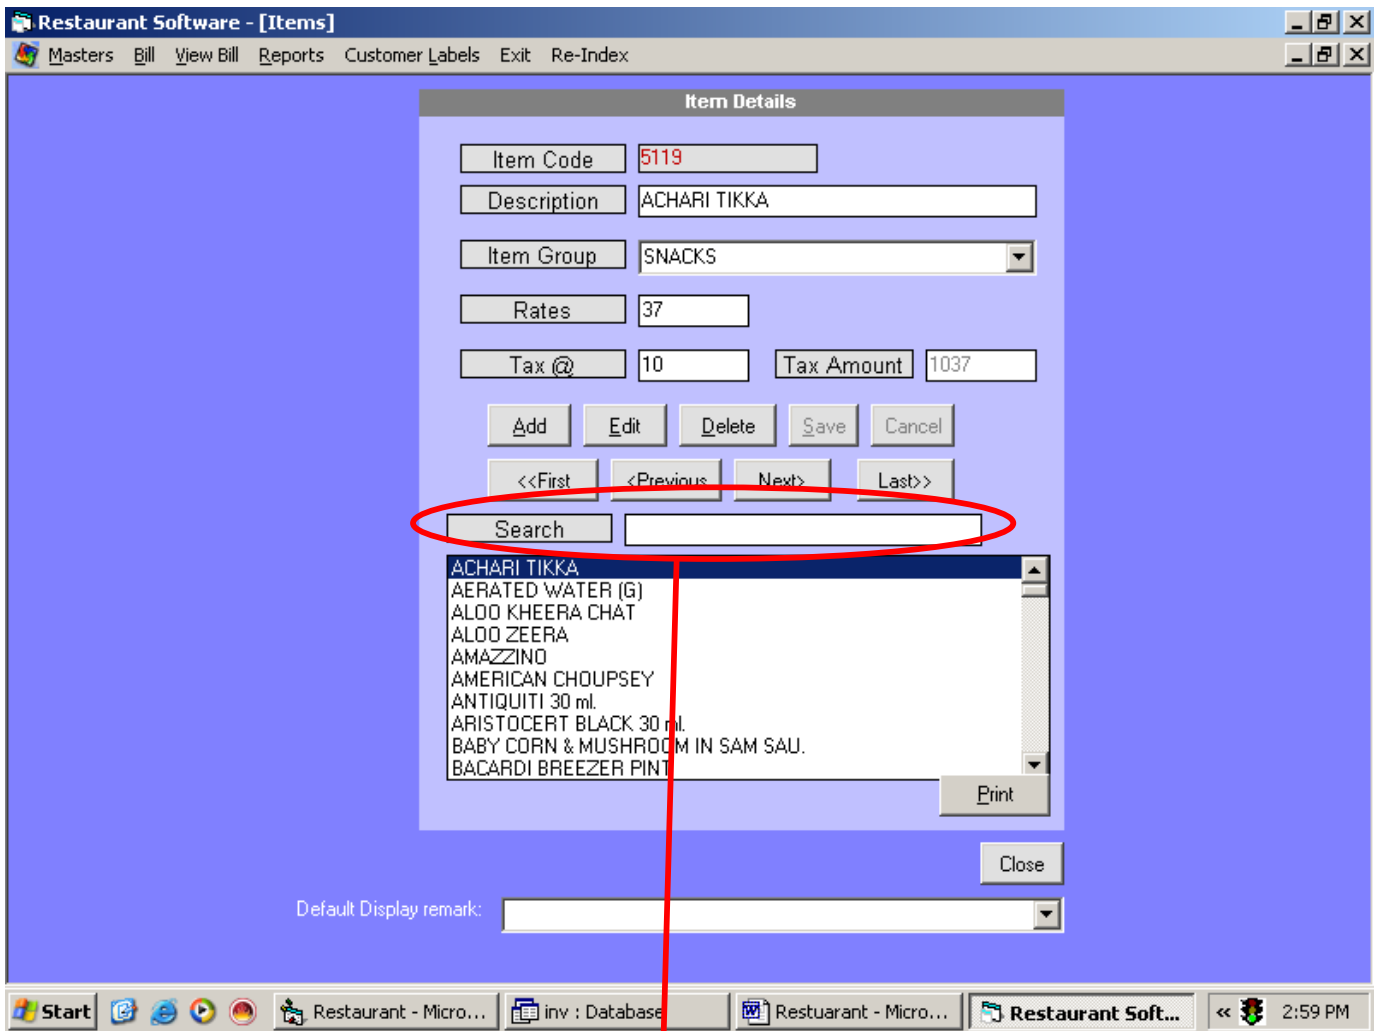 Restaurant Software - [Items]
Masters Bill View Bill Reports Customer Labels Exit Re-Index
Item Details
Item Code 5119
Description ACHARI TIKKA
Item Group SNACKS
Rates 37
Tax @ 10 Tax Amount 1037
Add Edit Delete Save Cancel
<<First <Previous Next> Last>>
Search
ACHARI TIKKA
AERATED WATER (G)
ALOO KHEERA CHAT
ALOO ZEERA
AMAZZINO
AMERICAN CHOUPSEY
ANTIQUITI 30 ml.
ARISTOCERT BLACK 30 ml.
BABY CORN & MUSHROOM IN SAM SAU.
BACARDI BREEZER PINT
Print
Close
Default Display remark:
Start Restaurant - Micro... inv : Database Restuarant - Micro... Restaurant Soft... « 2:59 PM